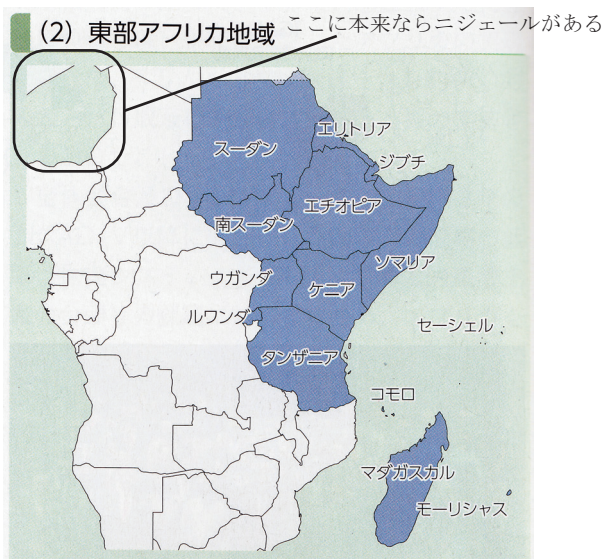 (2) 東部アフリカ地域
ここに本来ならニジェールがある
エリトリア
スーダン
ジブチ
エチオピア
南スーダン
ソマリア
ウガンダ
ケニア
ルワンダ
セーシェル
タンザニア
コモロ
マダガスカル
モーリシャス